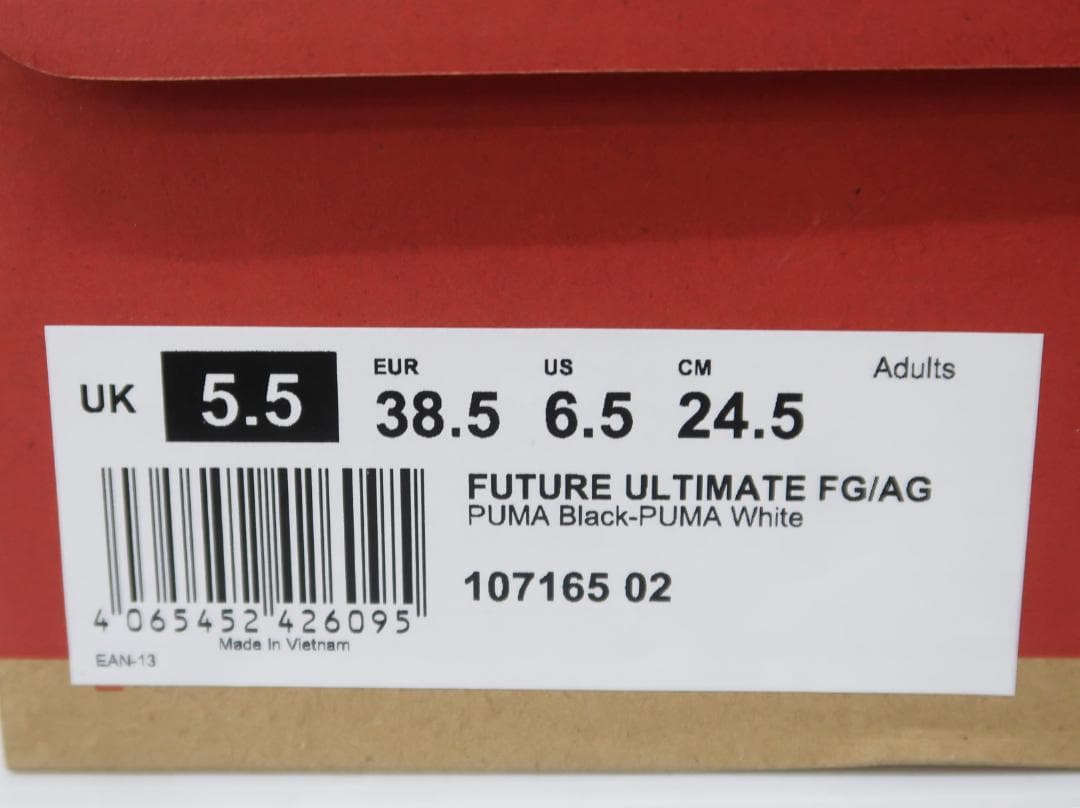 UK 5.5
EUR US CM Adults
38.5 6.5 24.5
FUTURE ULTIMATE FG/AG
PUMA Black-PUMA White
107165 02
4 065452 426095
Made In Vietnam
EAN-13